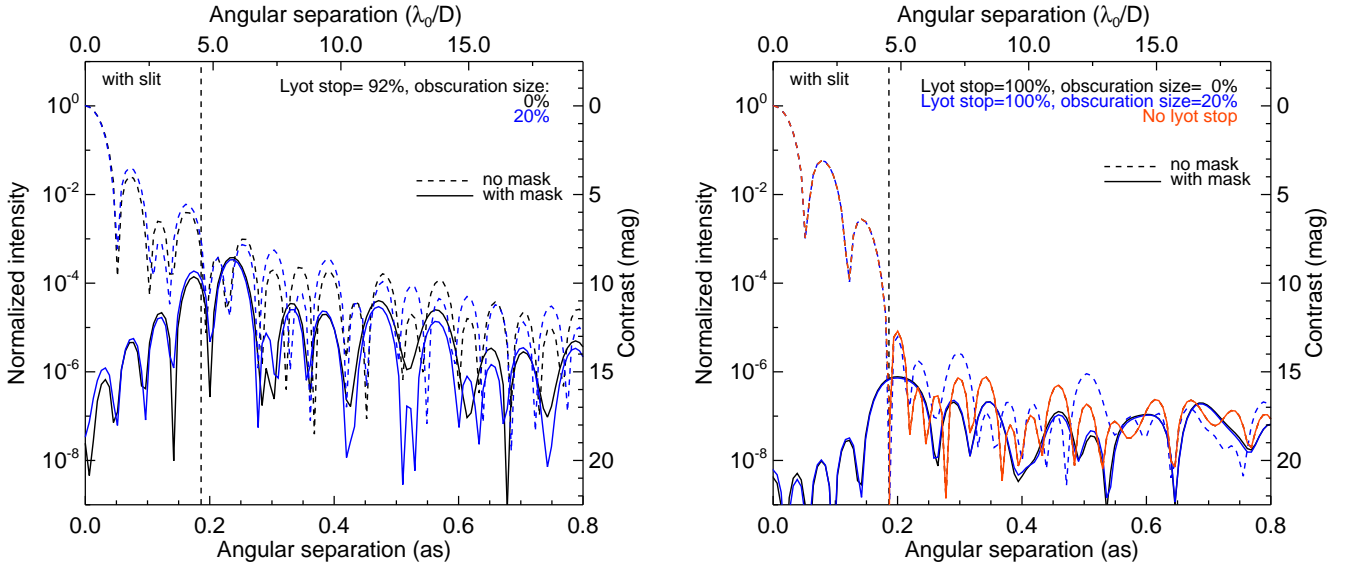 Angular separation (λ₀/D)
0.0 5.0 10.0 15.0
with slit
Lyot stop= 92%, obscuration size:
0%
20%
no mask
with mask
10⁰
10⁻²
10⁻⁴
10⁻⁶
10⁻⁸
Normalized intensity
0
5
10
15
20
Contrast (mag)
0.0 0.2 0.4 0.6 0.8
Angular separation (as)
Angular separation (λ₀/D)
0.0 5.0 10.0 15.0
with slit
Lyot stop=100%, obscuration size= 0%
Lyot stop=100%, obscuration size=20%
No lyot stop
no mask
with mask
10⁰
10⁻²
10⁻⁴
10⁻⁶
10⁻⁸
Normalized intensity
0
5
10
15
20
Contrast (mag)
0.0 0.2 0.4 0.6 0.8
Angular separation (as)